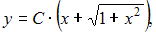 y = C · (x + √(1 + x²)).